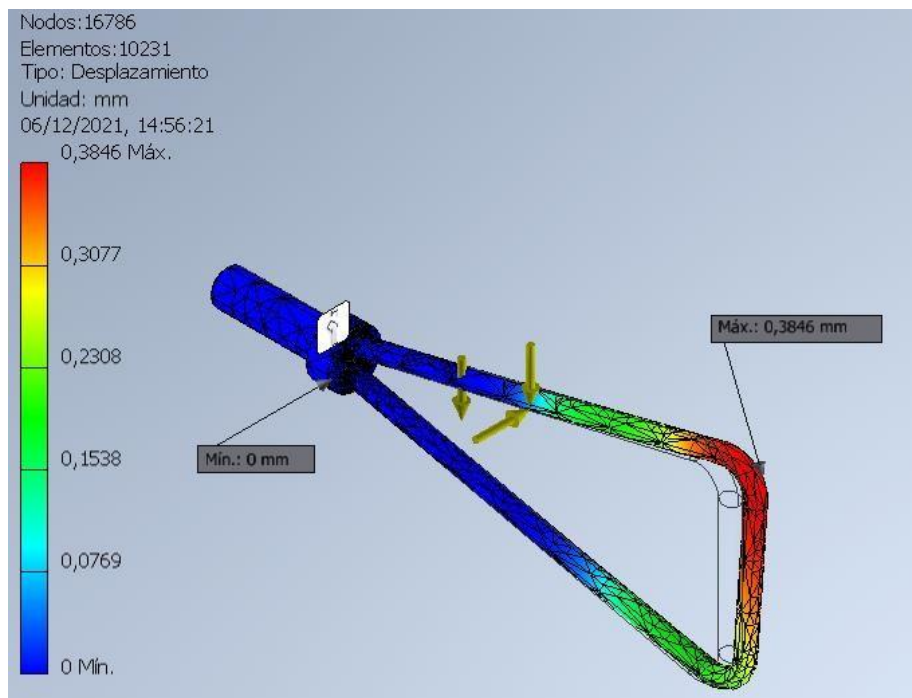 Nodos:16786
Elementos:10231
Tipo: Desplazamiento
Unidad: mm
06/12/2021, 14:56:21
0,3846 Máx.
0,3077
0,2308
0,1538
0,0769
0 Mín.
Máx.: 0,3846 mm
Mín.: 0 mm